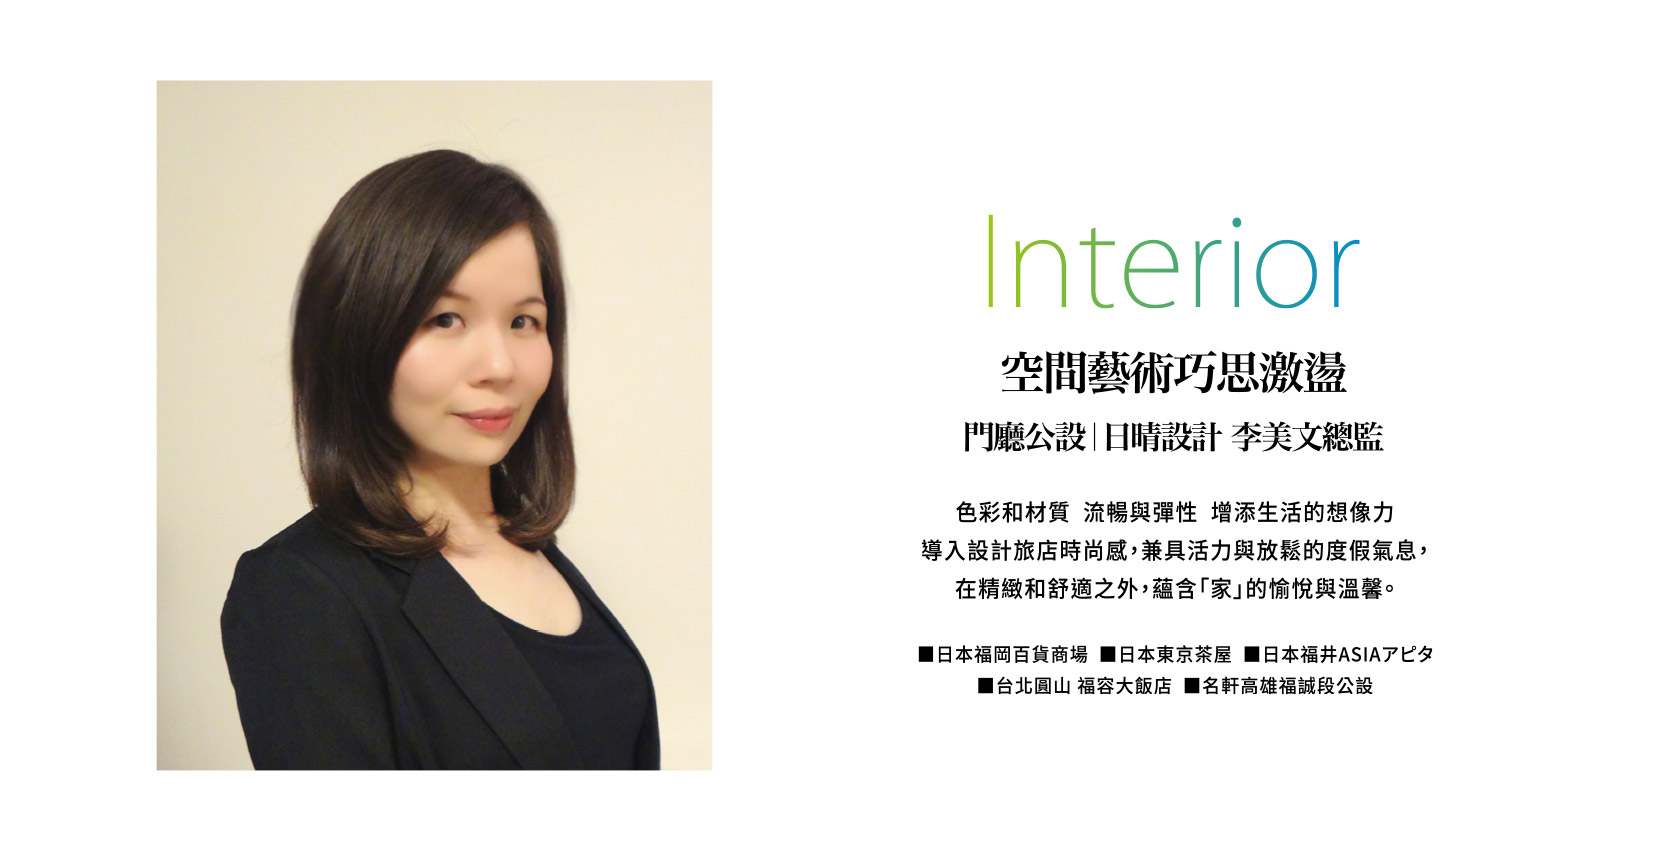 Interior
空間藝術巧思激盪
門廳公設|日晴設計 李美文總監
色彩和材質 流暢與彈性 增添生活的想像力
導入設計旅店時尚感,兼具活力與放鬆的度假氣息,
在精緻和舒適之外,蘊含「家」的愉悅與溫馨。
■日本福岡百貨商場 ■日本東京茶屋 ■日本福井ASIAアピタ
■台北圓山 福容大飯店 ■名軒高雄福誠段公設